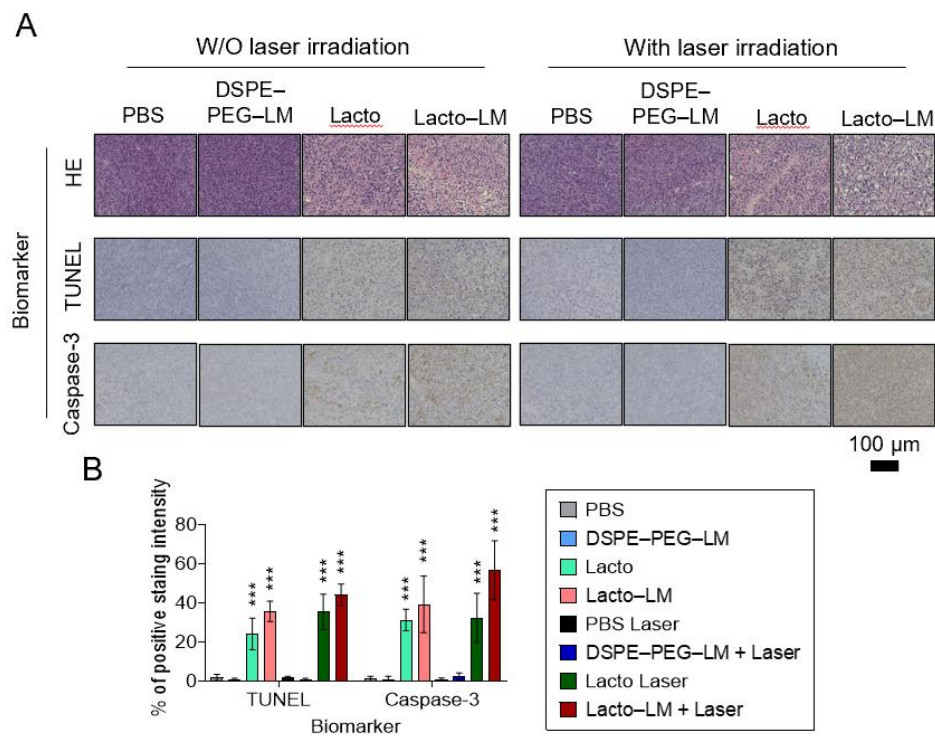 A
W/O laser irradiation
With laser irradiation
PBS
DSPE–
PEG–LM
Lacto
Lacto–LM
PBS
DSPE–
PEG–LM
Lacto
Lacto–LM
Biomarker
HE
TUNEL
Caspase-3
100 μm
B
% of positive staing intensity
80
60
40
20
0
***
***
***
***
***
***
***
***
TUNEL
Caspase-3
Biomarker
PBS
DSPE–PEG–LM
Lacto
Lacto–LM
PBS Laser
DSPE–PEG–LM + Laser
Lacto Laser
Lacto–LM + Laser